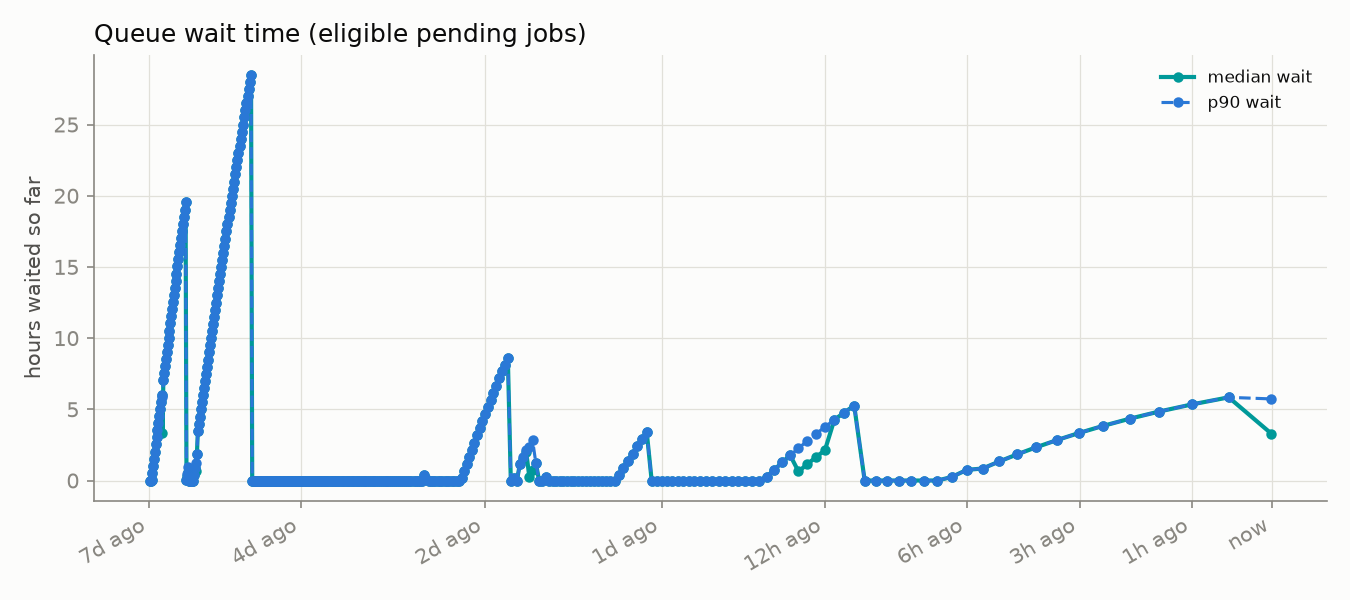 Queue wait time (eligible pending jobs)
median wait
p90 wait
hours waited so far
25
20
15
10
5
0
7d ago
4d ago
2d ago
1d ago
12h ago
6h ago
3h ago
1h ago
now